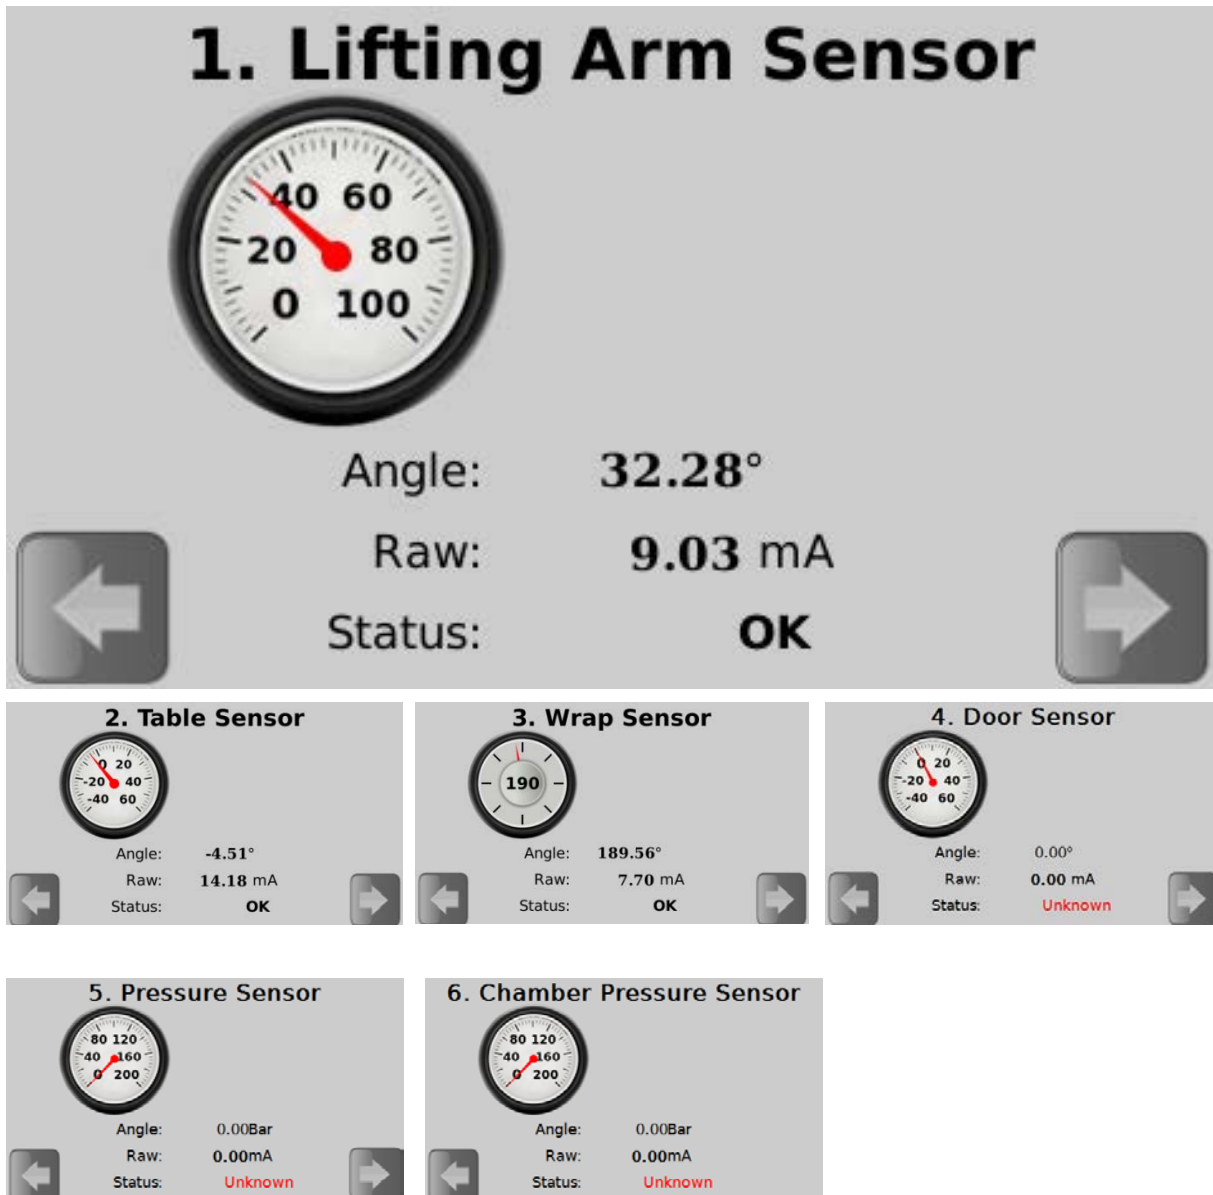 1. Lifting Arm Sensor
40 60
20 80
0 100
Angle: 32.28°
Raw: 9.03 mA
Status: OK
2. Table Sensor
0 20
-20 40
-40 60
Angle: -4.51°
Raw: 14.18 mA
Status: OK
3. Wrap Sensor
190
Angle: 189.56°
Raw: 7.70 mA
Status: OK
4. Door Sensor
0 20
-20 40
-40 60
Angle: 0.00°
Raw: 0.00 mA
Status: Unknown
5. Pressure Sensor
80 120
40 160
0 200
Angle: 0.00Bar
Raw: 0.00mA
Status: Unknown
6. Chamber Pressure Sensor
80 120
40 160
0 200
Angle: 0.00Bar
Raw: 0.00mA
Status: Unknown